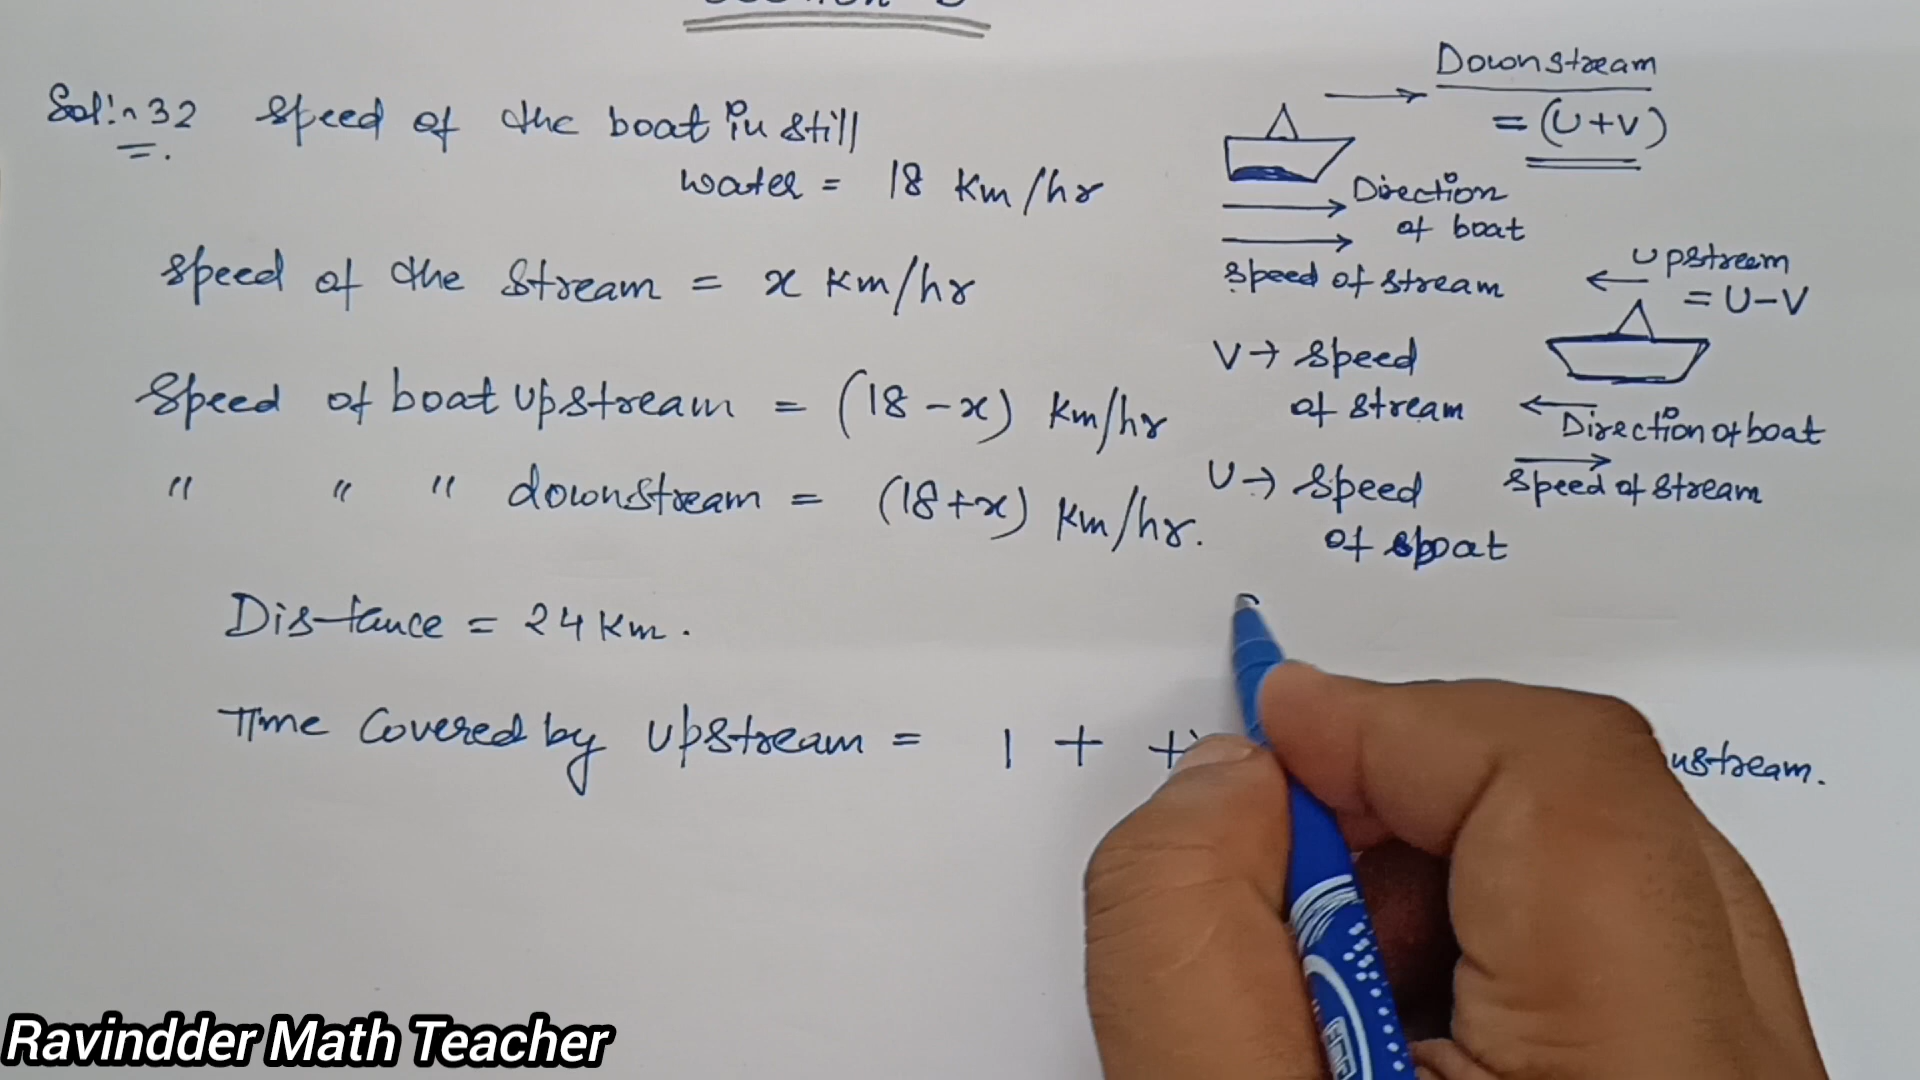 Sol:n 32 Speed of the boat in still
water = 18 Km/hr
Speed of the Stream = x Km/hr
Speed of boat upstream = (18-x) Km/hr
" " " downstream = (18+x) Km/hr.
Distance = 24 Km.
Time Covered by upstream = 1 +
Downstream
= (U+V)
Direction
of boat
Speed of stream
upstream
= U-V
V → Speed
of stream
Direction of boat
U → Speed
Speed of stream
of boat
Ravindder Math Teacher